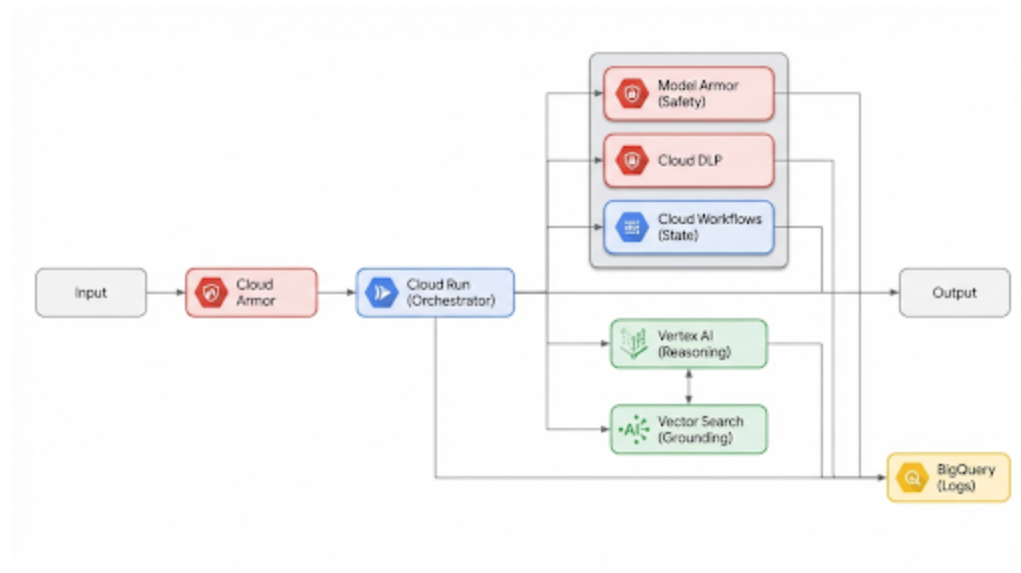 Model Armor
(Safety)
Cloud DLP
Cloud Workflows
(State)
Input
Cloud
Armor
Cloud Run
(Orchestrator)
Output
Vertex AI
(Reasoning)
AI
Vector Search
(Grounding)
BigQuery
(Logs)